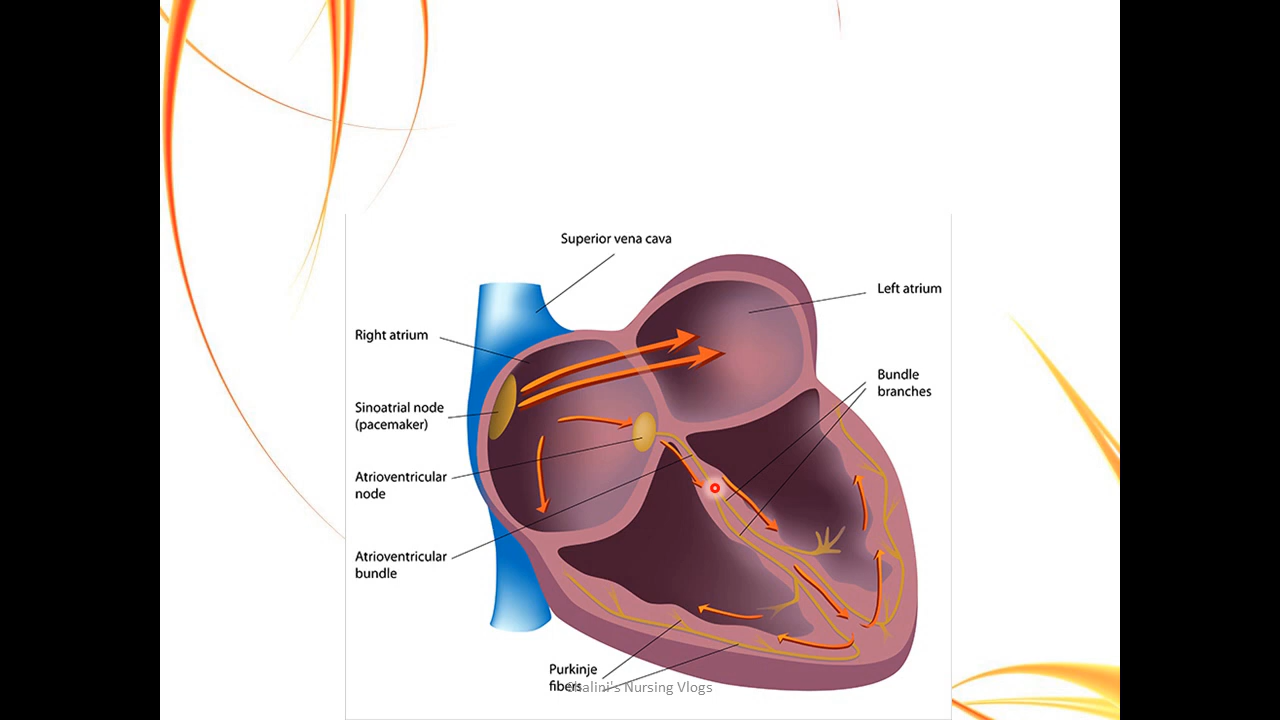 Superior vena cava
Left atrium
Right atrium
Bundle
branches
Sinoatrial node
(pacemaker)
Atrioventricular
node
Atrioventricular
bundle
Purkinje
fibers
Shalini's Nursing Vlogs